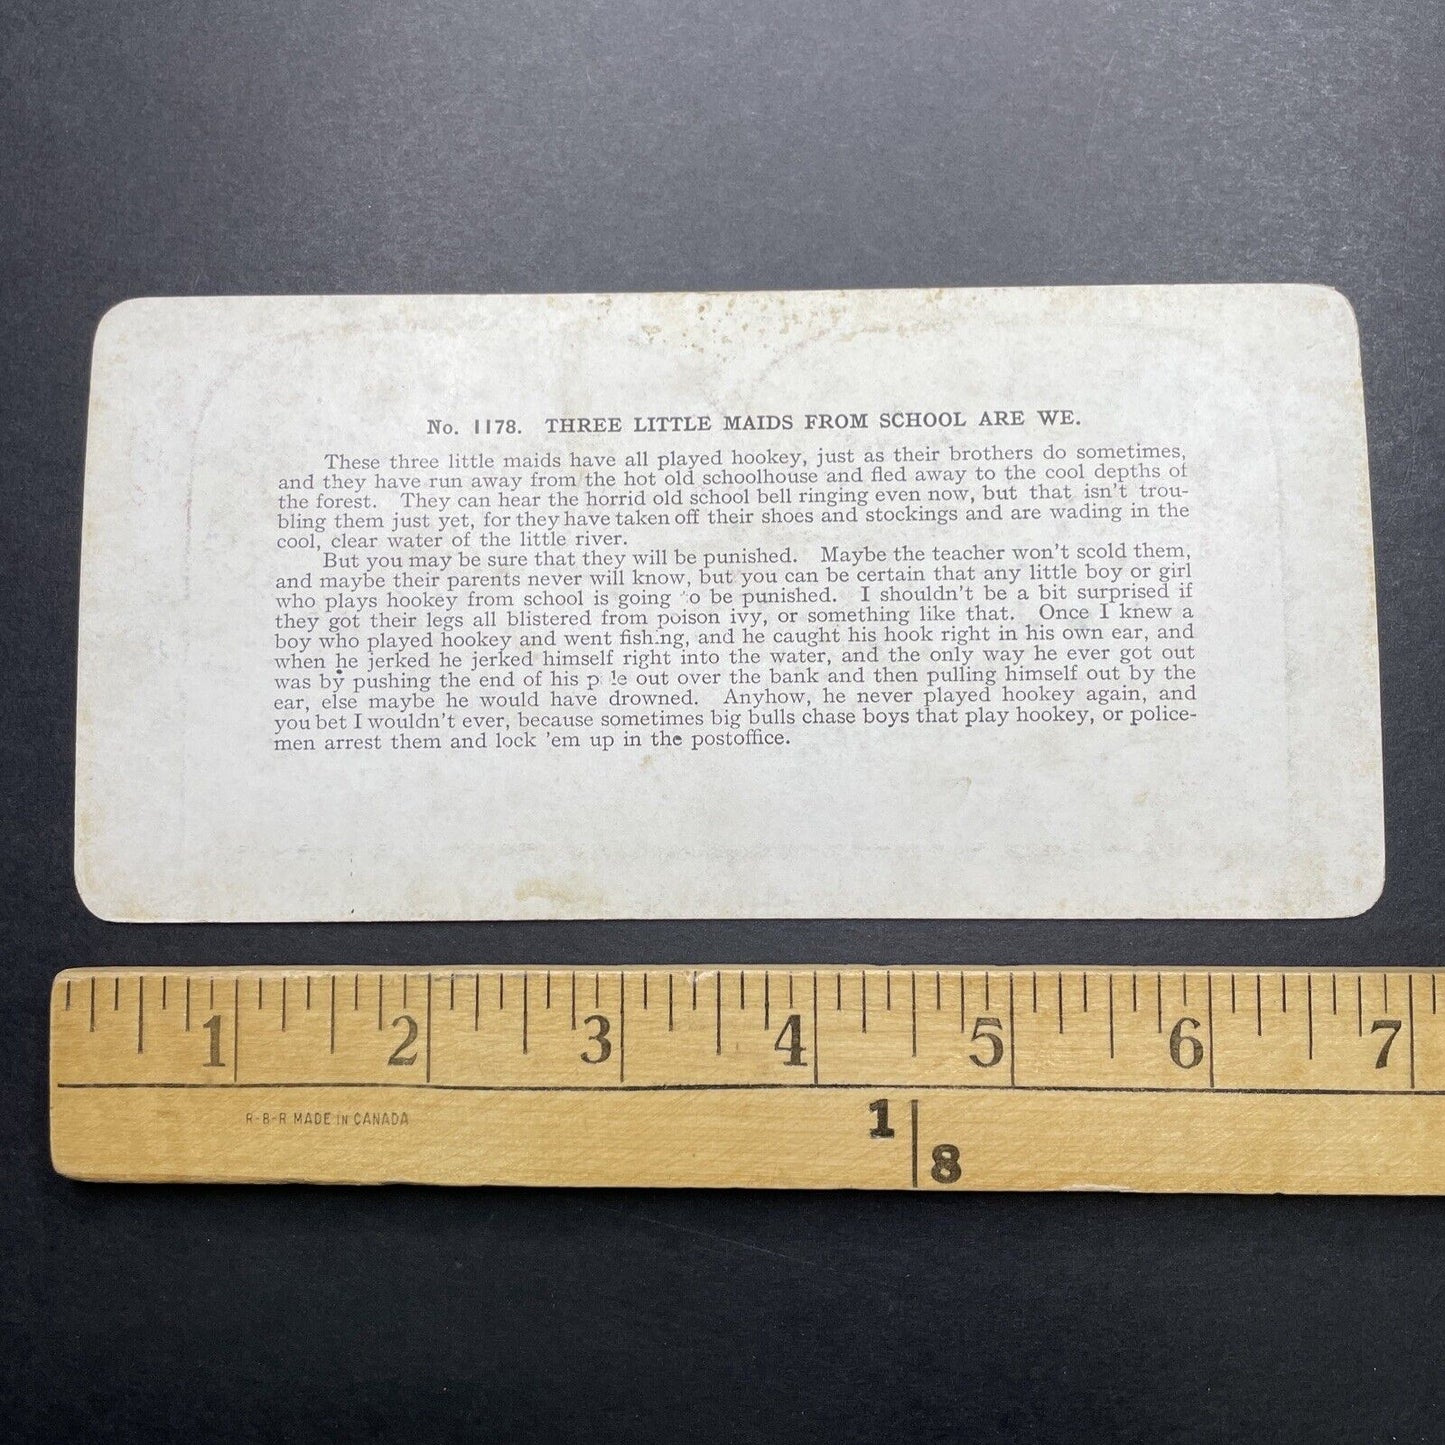 No. 1178. THREE LITTLE MAIDS FROM SCHOOL ARE WE.
These three little maids have all played hookey, just as their brothers do sometimes,
and they have run away from the hot old schoolhouse and fled away to the cool depths of
the forest. They can hear the horrid old school bell ringing even now, but that isn't trou-
bling them just yet, for they have taken off their shoes and stockings and are wading in the
cool, clear water of the little river.
But you may be sure that they will be punished. Maybe the teacher won't scold them,
and maybe their parents never will know, but you can be certain that any little boy or girl
who plays hookey from school is going to be punished. I shouldn't be a bit surprised if
they got their legs all blistered from poison ivy, or something like that. Once I knew a
boy who played hookey and went fishing, and he caught his hook right in his own ear, and
when he jerked he jerked himself right into the water, and the only way he ever got out
was by pushing the end of his pole out over the bank and then pulling himself out by the
ear, else maybe he would have drowned. Anyhow, he never played hookey again, and
you bet I wouldn't ever, because sometimes big bulls chase boys that play hookey, or police-
men arrest them and lock 'em up in the postoffice.
1 2 3 4 5 6 7
R-B-R MADE IN CANADA
1 8